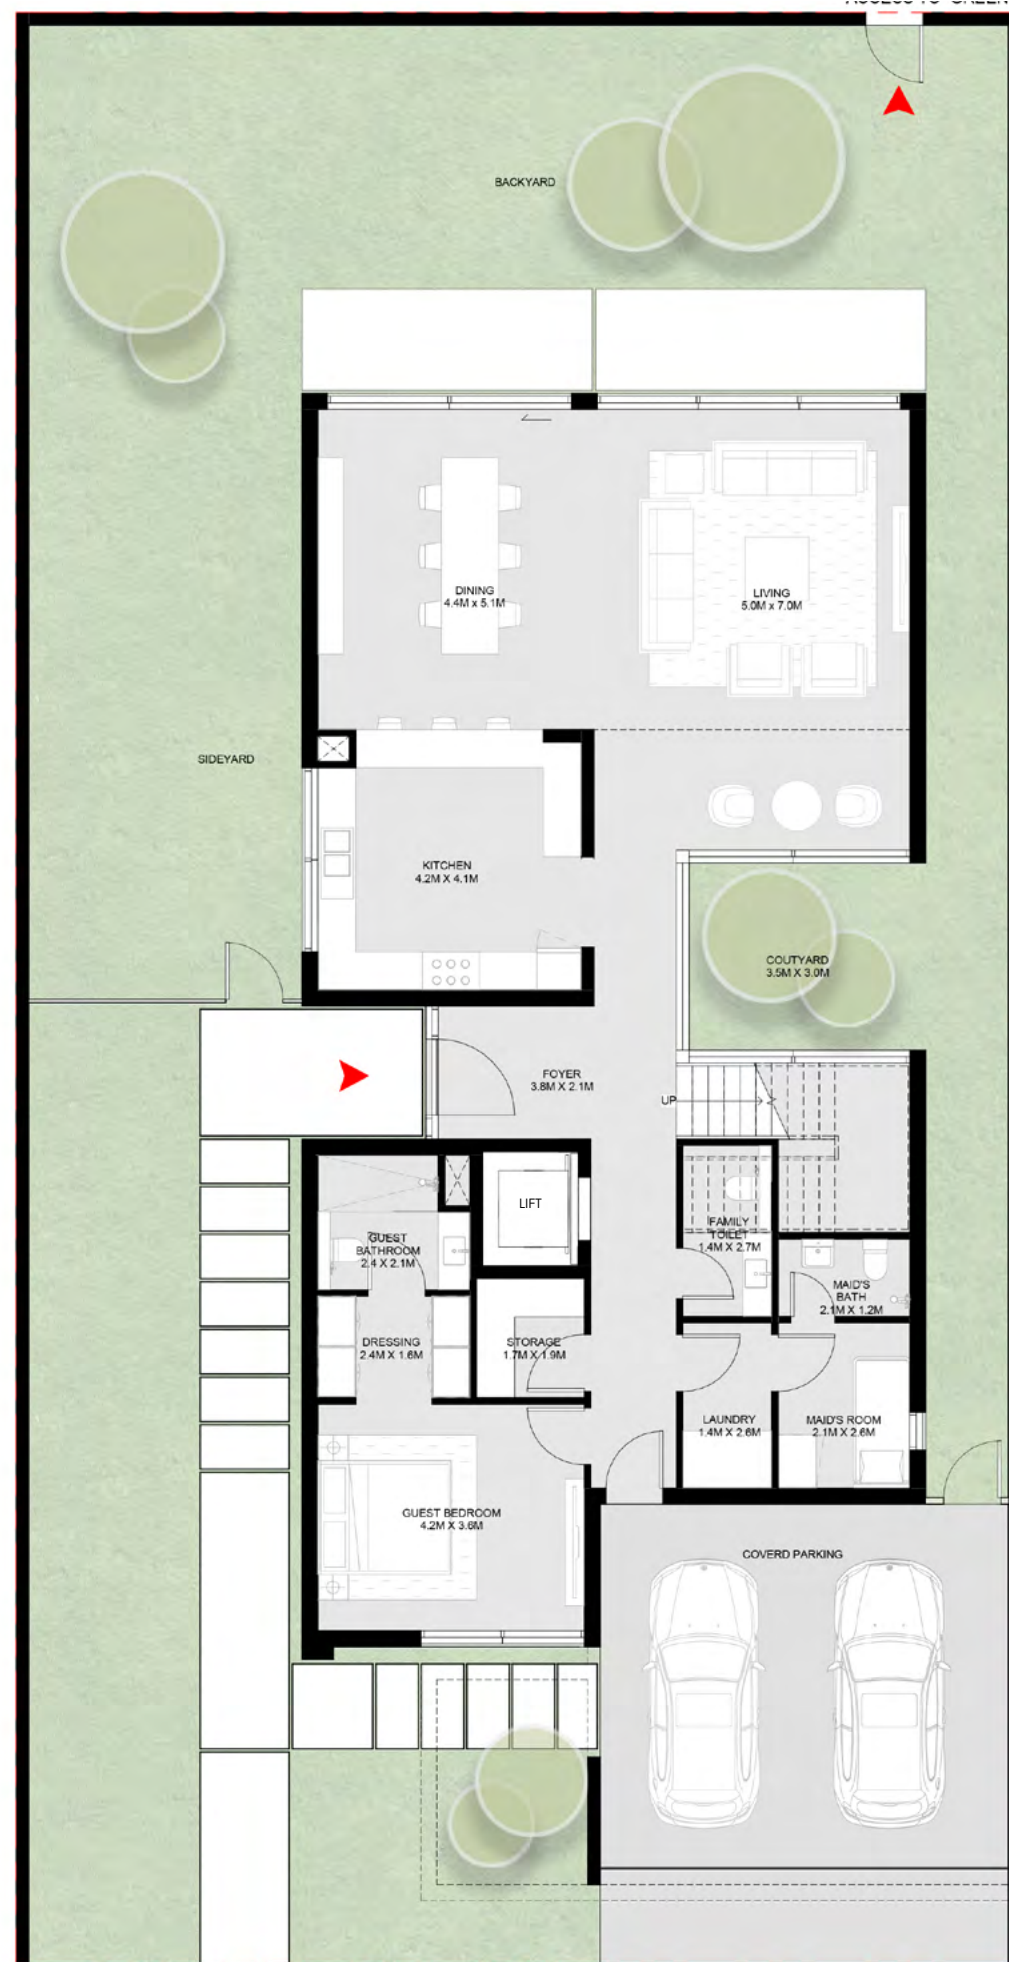 ACCESS TO GREEN
BACKYARD
DINING
4.4M x 5.1M
LIVING
5.0M x 7.0M
SIDEYARD
KITCHEN
4.2M X 4.1M
COUTYARD
3.5M X 3.0M
FOYER
3.8M X 2.1M
UP
LIFT
FAMILY
TOILET
1.4M X 2.7M
GUEST
BATHROOM
2.4 X 2.1M
MAID'S
BATH
2.1M X 1.2M
DRESSING
2.4M X 1.6M
STORAGE
1.7M X 1.9M
LAUNDRY
1.4M X 2.6M
MAID'S ROOM
2.1M X 2.6M
GUEST BEDROOM
4.2M X 3.6M
COVERD PARKING